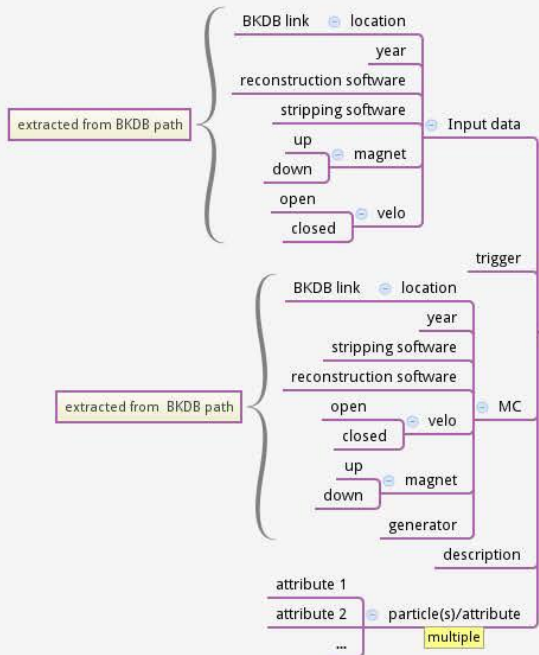 BKDB link
location
year
reconstruction software
extracted from BKDB path
stripping software
Input data
up
magnet
down
open
velo
closed
trigger
BKDB link
location
year
stripping software
reconstruction software
extracted from  BKDB path
open
velo
MC
closed
up
magnet
down
generator
description
attribute 1
attribute 2
particle(s)/attribute
multiple
...